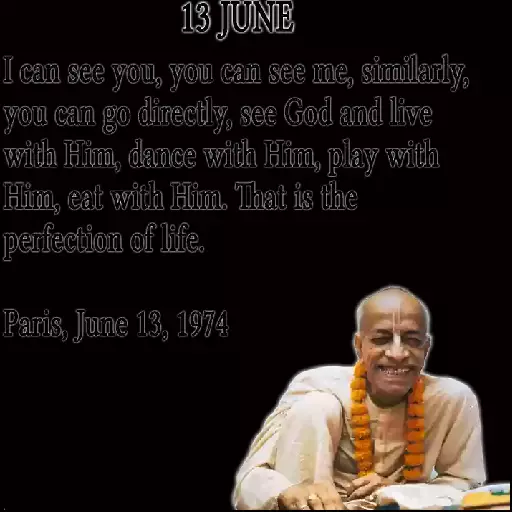 13 JUNE
I can see you, you can see me, similarly,
you can go directly, see God and live
with Him, dance with Him, play with
Him, eat with Him. That is the
perfection of life.
Paris, June 13, 1974